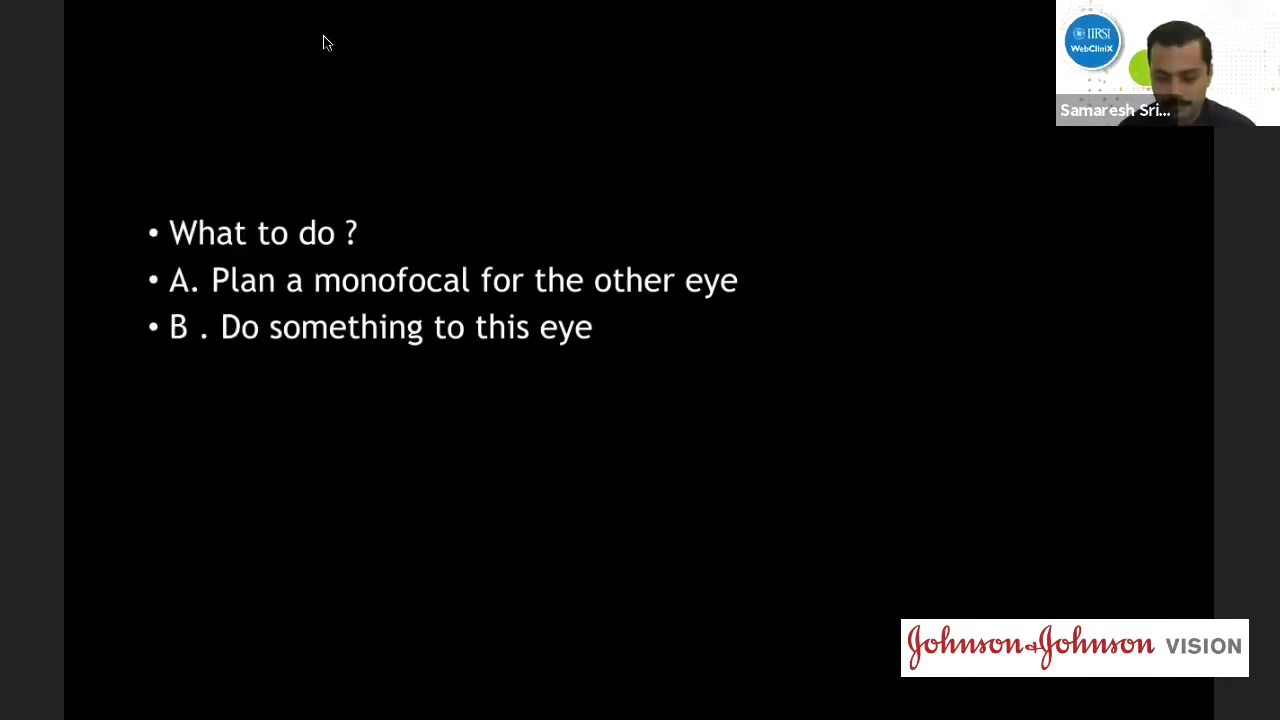 IIRSI
WebCliniX
Samaresh Sri...
• What to do ?
• A. Plan a monofocal for the other eye
• B . Do something to this eye
Johnson & Johnson VISION